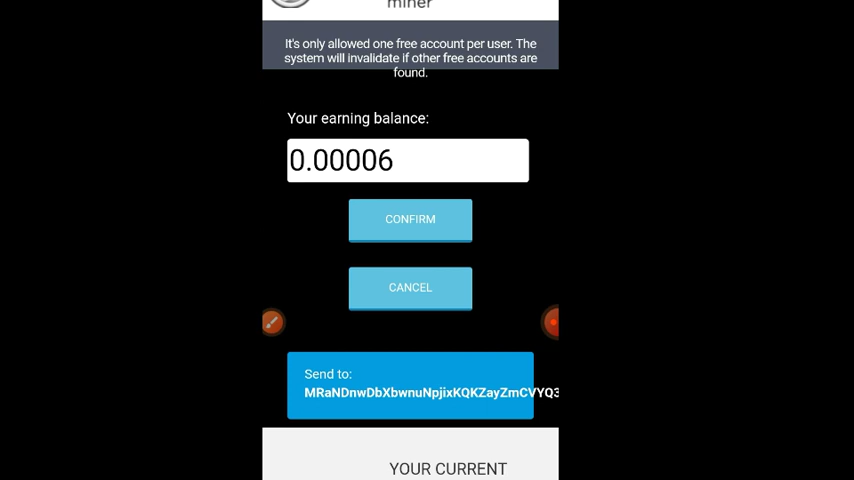 miner
It's only allowed one free account per user. The
system will invalidate if other free accounts are
found.
Your earning balance:
0.00006
CONFIRM
CANCEL
Send to:
MRaNDnwDbXbwnuNpjixKQKZayZmCVYQ3
YOUR CURRENT